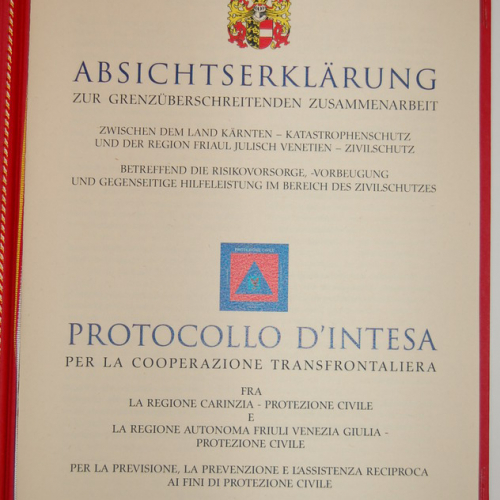 ABSICHTSERKLÄRUNG
ZUR GRENZÜBERSCHREITENDEN ZUSAMMENARBEIT
ZWISCHEN DEM LAND KÄRNTEN – KATASTROPHENSCHUTZ
UND DER REGION FRIAUL JULISCH VENETIEN – ZIVILSCHUTZ
BETREFFEND DIE RISIKOVORSORGE, -VORBEUGUNG
UND GEGENSEITIGE HILFELEISTUNG IM BEREICH DES ZIVILSCHUTZES
PROTEZIONE CIVILE
PROTOCOLLO D'INTESA
PER LA COOPERAZIONE TRANSFRONTALIERA
FRA
LA REGIONE CARINZIA - PROTEZIONE CIVILE
E
LA REGIONE AUTONOMA FRIULI VENEZIA GIULIA -
PROTEZIONE CIVILE
PER LA PREVISIONE, LA PREVENZIONE E L'ASSISTENZA RECIPROCA
AI FINI DI PROTEZIONE CIVILE